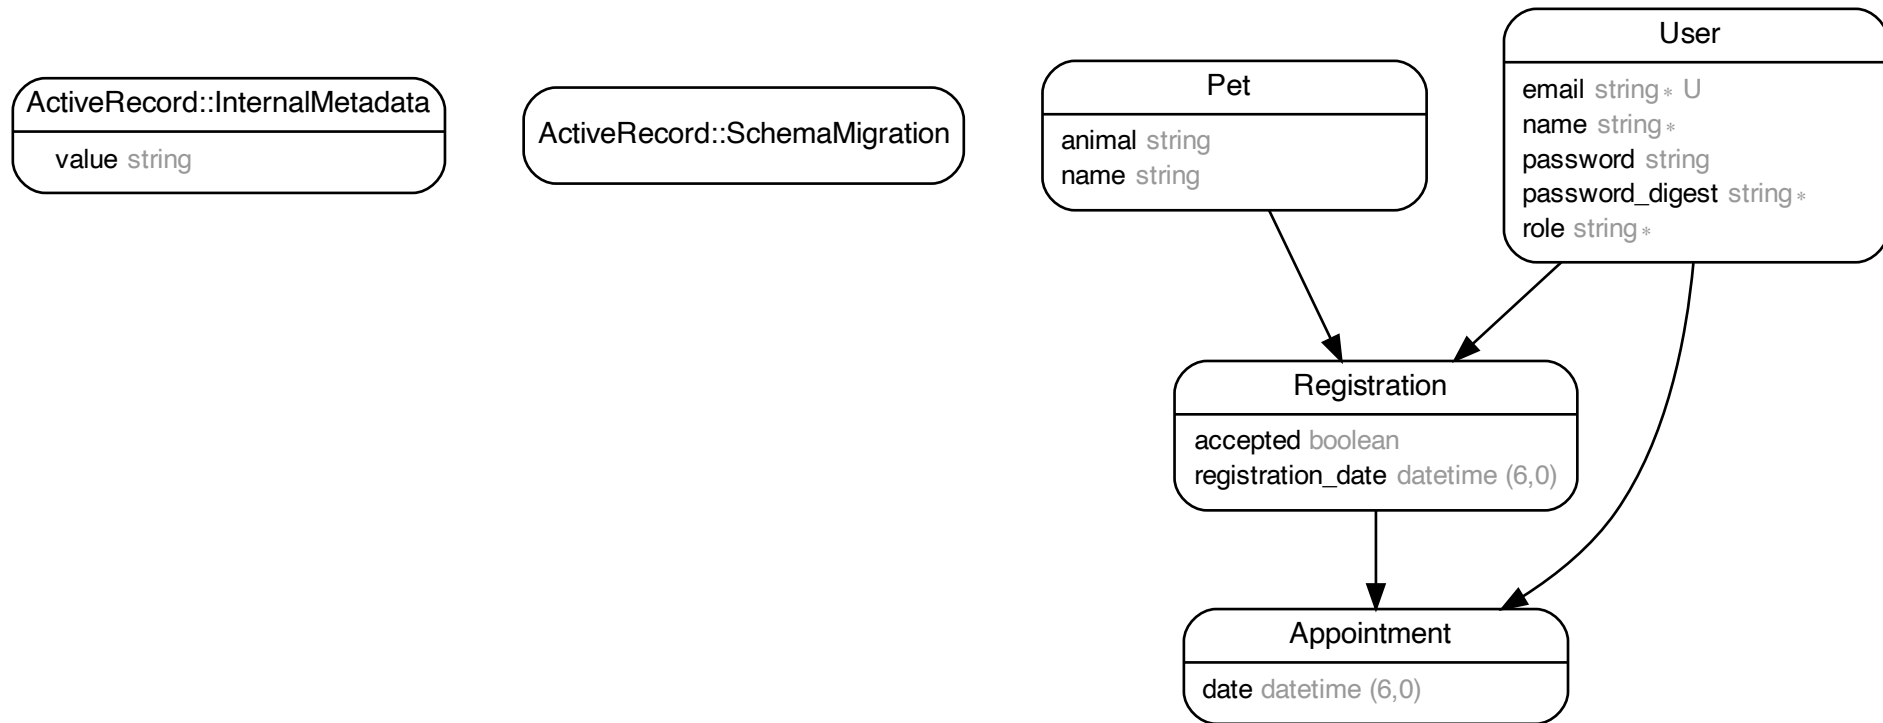 ActiveRecord::InternalMetadata
value string
ActiveRecord::SchemaMigration
Pet
animal string
name string
User
email string* U
name string*
password string
password_digest string*
role string*
Registration
accepted boolean
registration_date datetime (6,0)
Appointment
date datetime (6,0)